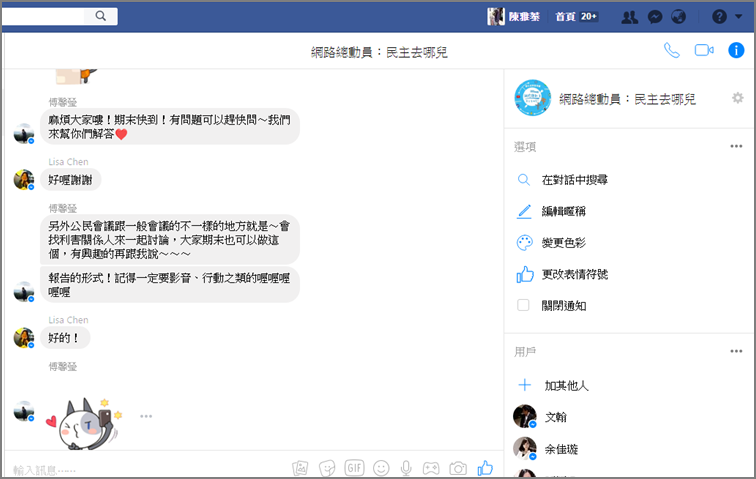 陳雅榮
首頁 20+
網路總動員：民主去哪兒
傅馨瑩
麻煩大家嘍！期末快到！有問題可以趕快問～我們
來幫你們解答
Lisa Chen
好喔謝謝
傅馨瑩
另外公民會議跟一般會議的不一樣的地方就是～會
找利害關係人來一起討論，大家期末也可以做這
個，有興趣的再跟我說～～～
報告的形式！記得一定要影音、行動之類的喔喔喔
喔喔
Lisa Chen
好的！
傅馨瑩
輸入訊息……
GIF
網路總動員：民主去哪兒
選項
在對話中搜尋
編輯暱稱
變更色彩
更改表情符號
關閉通知
用戶
加其他人
文翰
余佳璇